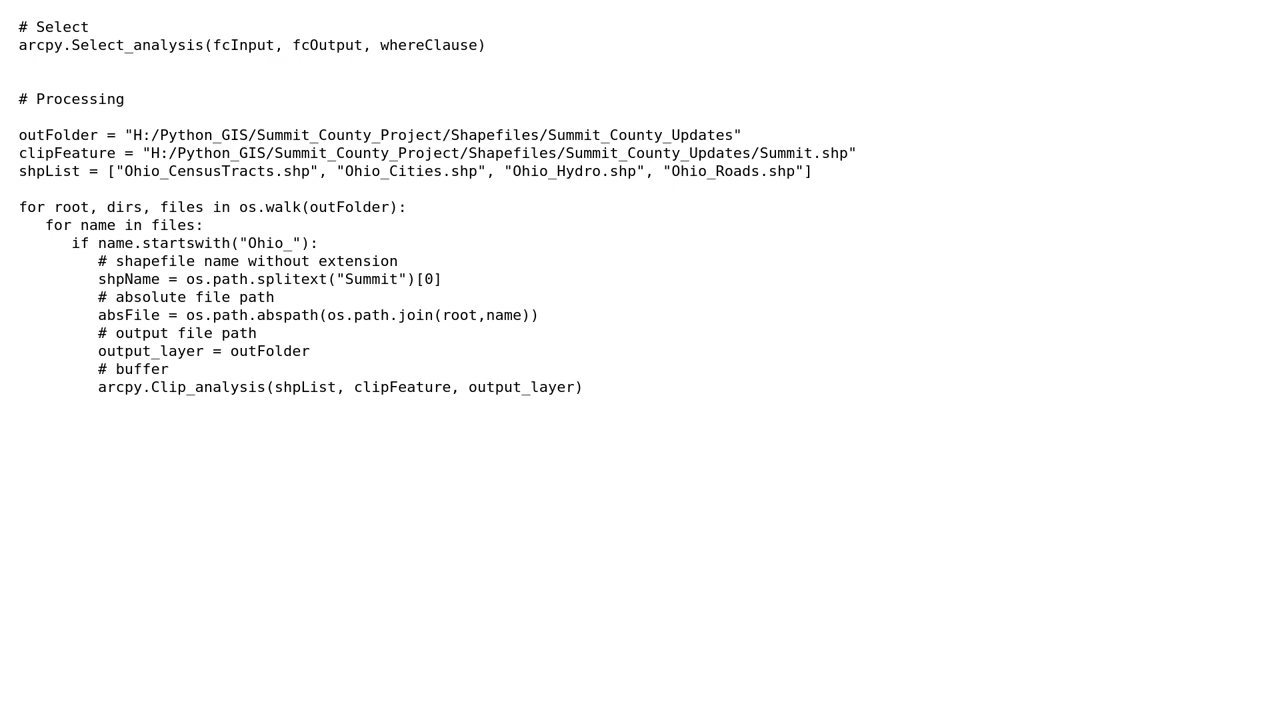 # Select
arcpy.Select_analysis(fcInput, fcOutput, whereClause)
# Processing
outFolder = "H:/Python_GIS/Summit_County_Project/Shapefiles/Summit_County_Updates"
clipFeature = "H:/Python_GIS/Summit_County_Project/Shapefiles/Summit_County_Updates/Summit.shp"
shpList = ["Ohio_CensusTracts.shp", "Ohio_Cities.shp", "Ohio_Hydro.shp", "Ohio_Roads.shp"]
for root, dirs, files in os.walk(outFolder):
   for name in files:
      if name.startswith("Ohio_"):
         # shapefile name without extension
         shpName = os.path.splitext("Summit")[0]
         # absolute file path
         absFile = os.path.abspath(os.path.join(root,name))
         # output file path
         output_layer = outFolder
         # buffer
         arcpy.Clip_analysis(shpList, clipFeature, output_layer)